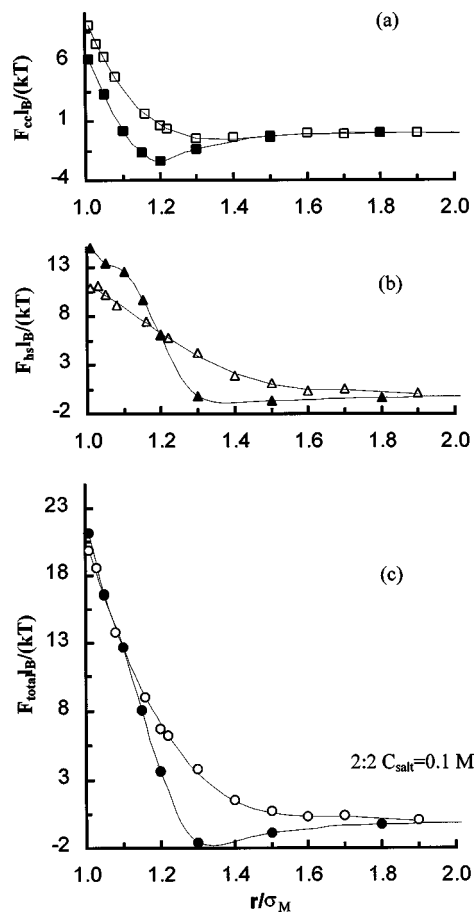 (a)
F_cc l_B/(kT)
6
1
-4
1.0 1.2 1.4 1.6 1.8 2.0
(b)
F_hs l_B/(kT)
13
8
3
-2
1.0 1.2 1.4 1.6 1.8 2.0
(c)
F_total l_B/(kT)
23
18
13
8
3
-2
2:2 C_salt=0.1 M
1.0 1.2 1.4 1.6 1.8 2.0
r/σ_M